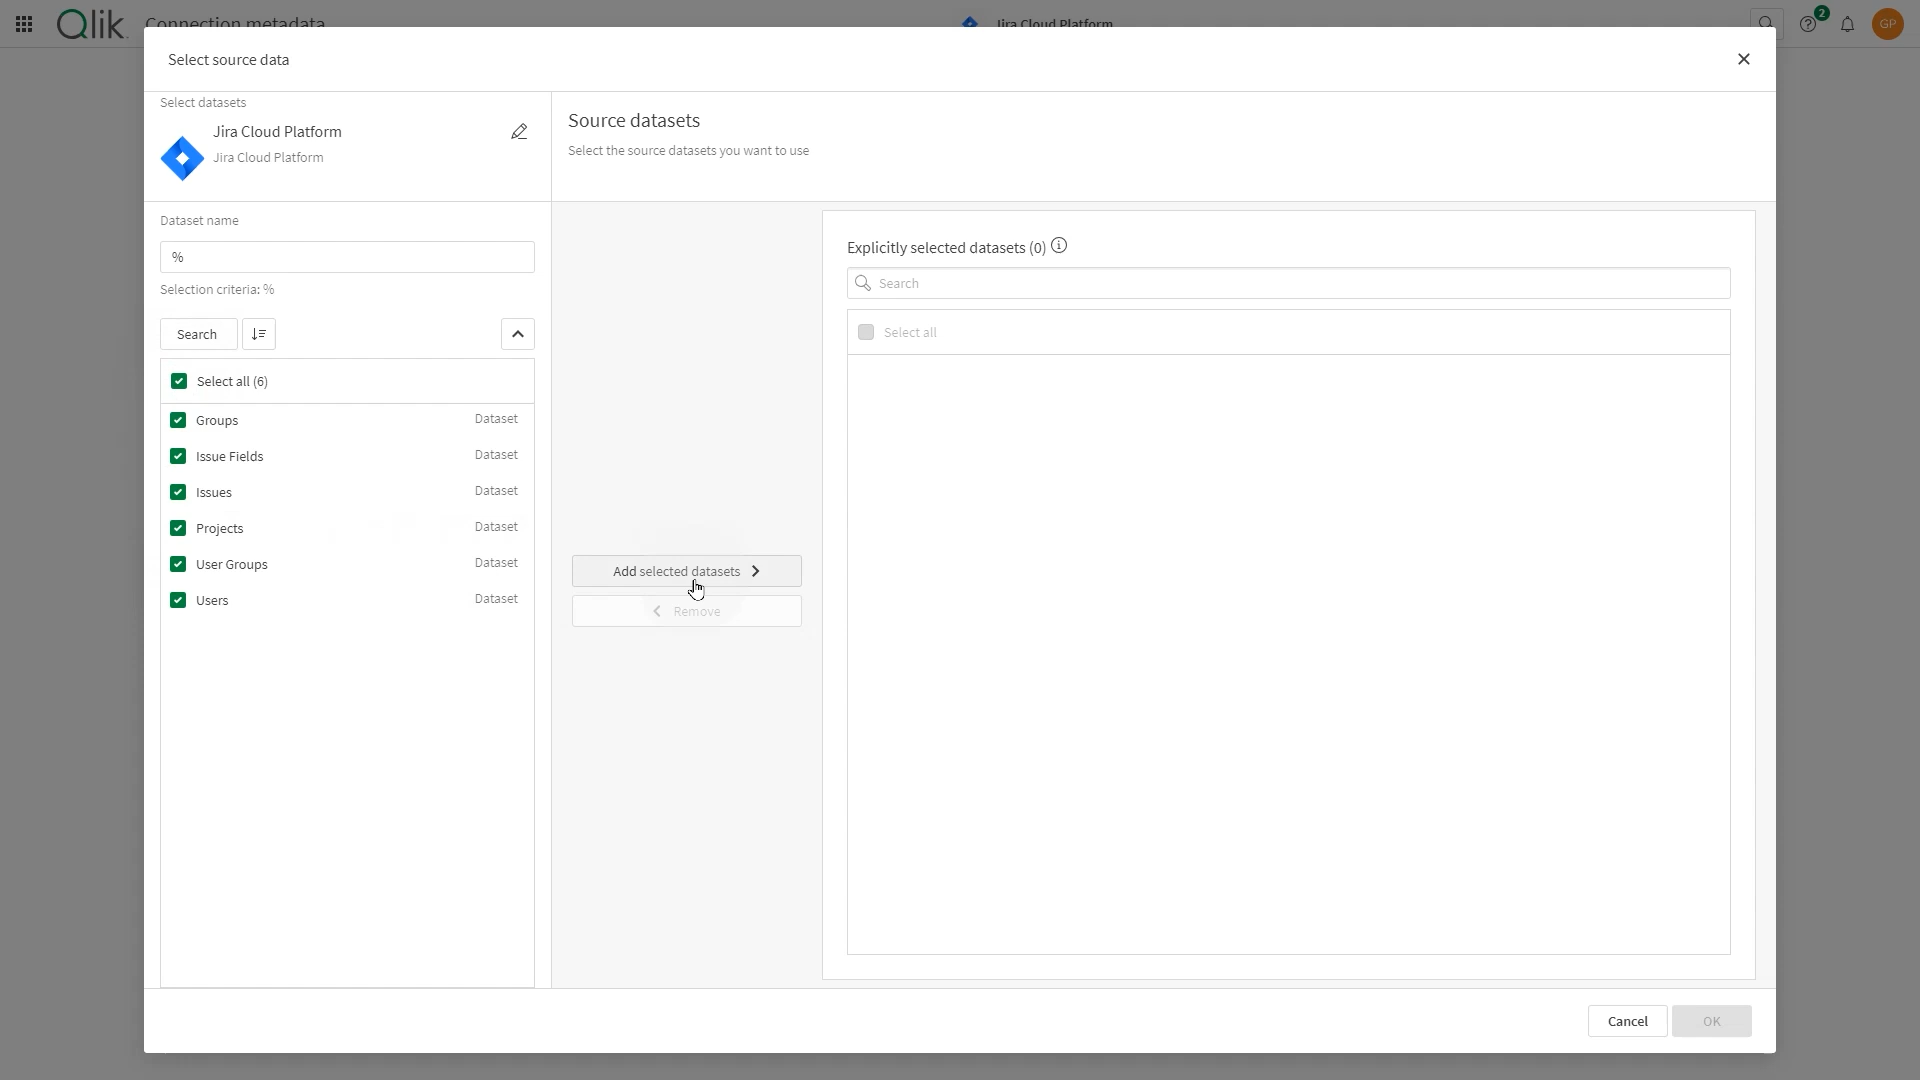 Qlik
Connection metadata
Jira Cloud Platform
2
GP
Select source data
Select datasets
Jira Cloud Platform
Jira Cloud Platform
Source datasets
Select the source datasets you want to use
Dataset name
%
Selection criteria: %
Search
Select all (6)
Groups Dataset
Issue Fields Dataset
Issues Dataset
Projects Dataset
User Groups Dataset
Users Dataset
Add selected datasets
Remove
Explicitly selected datasets (0)
Search
Select all
Cancel
OK